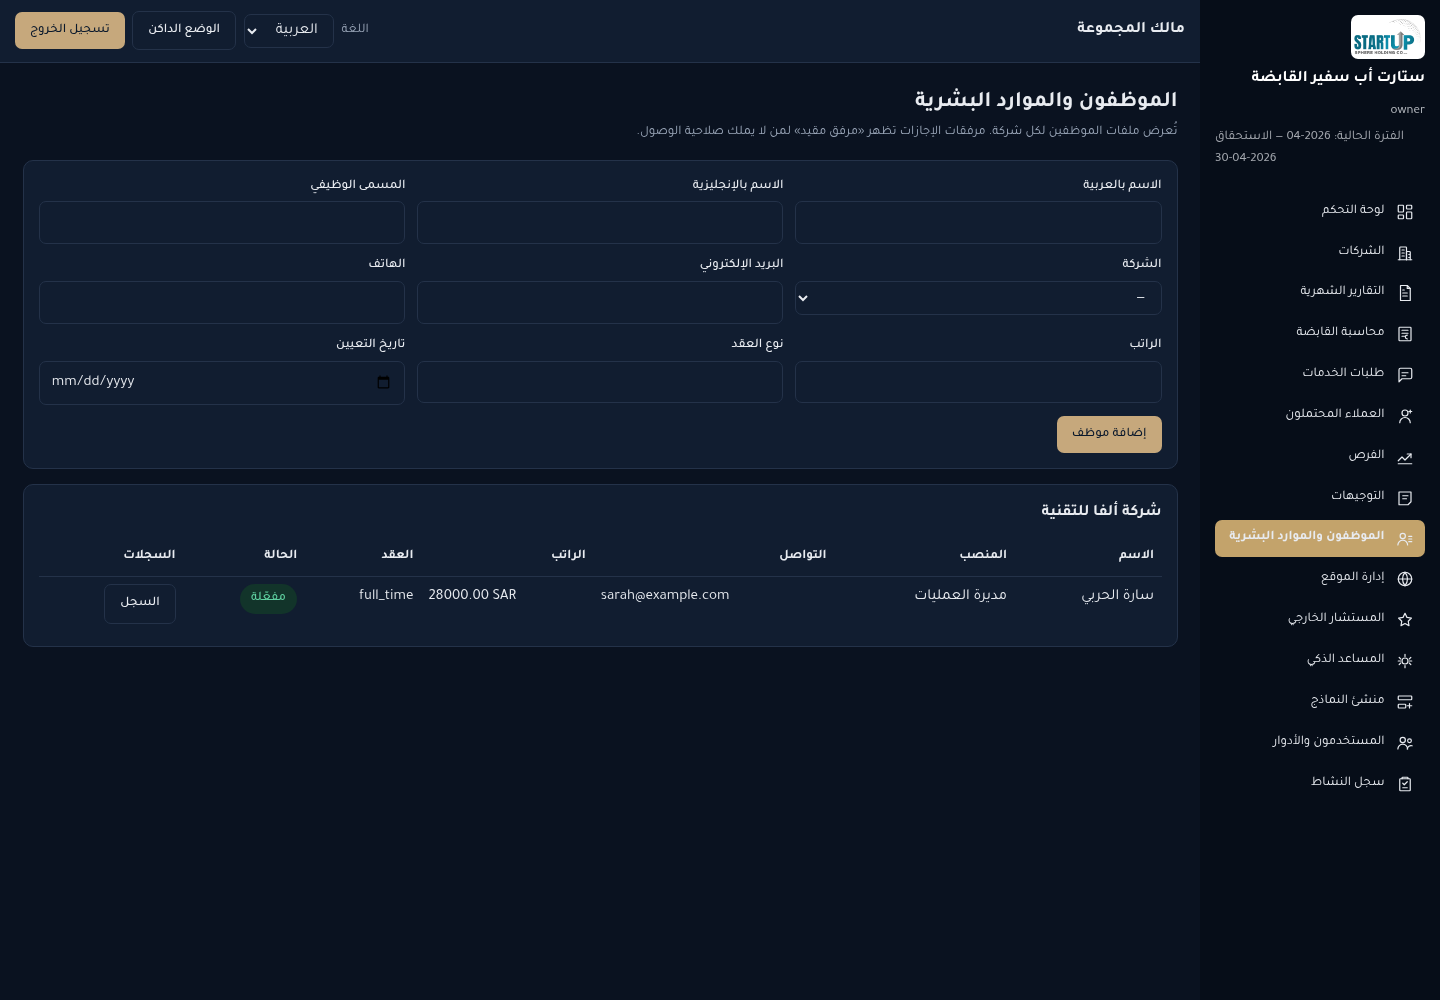 STARTUP
SPHERE HOLDING CO...
ستارت أب سفير القابضة
owner
الفترة الحالية: 2026-04 — الاستحقاق
30-04-2026
لوحة التحكم
الشركات
التقارير الشهرية
محاسبة القابضة
طلبات الخدمات
العملاء المحتملون
الفرص
التوجيهات
الموظفون والموارد البشرية
إدارة الموقع
المستشار الخارجي
المساعد الذكي
منشئ النماذج
المستخدمون والأدوار
سجل النشاط
مالك المجموعة
اللغة
العربية
الوضع الداكن
تسجيل الخروج
الموظفون والموارد البشرية
تُعرض ملفات الموظفين لكل شركة. مرفقات الإجازات تظهر «مرفق مقيد» لمن لا يملك صلاحية الوصول.
الاسم بالعربية
الاسم بالإنجليزية
المسمى الوظيفي
الشركة
البريد الإلكتروني
الهاتف
—
الراتب
نوع العقد
تاريخ التعيين
mm/dd/yyyy
إضافة موظف
شركة ألفا للتقنية
الاسم المنصب التواصل الراتب العقد الحالة السجلات
سارة الحربي مديرة العمليات sarah@example.com 28000.00 SAR full_time مفعّلة السجل